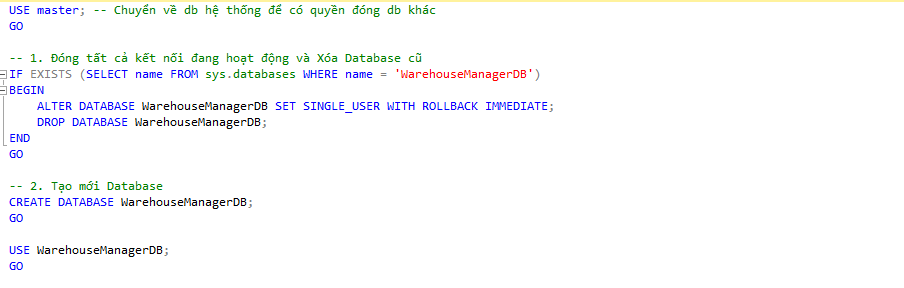 USE master; -- Chuyển về db hệ thống để có quyền đóng db khác
GO
-- 1. Đóng tất cả kết nối đang hoạt động và Xóa Database cũ
IF EXISTS (SELECT name FROM sys.databases WHERE name = 'WarehouseManagerDB')
BEGIN
    ALTER DATABASE WarehouseManagerDB SET SINGLE_USER WITH ROLLBACK IMMEDIATE;
    DROP DATABASE WarehouseManagerDB;
END
GO
-- 2. Tạo mới Database
CREATE DATABASE WarehouseManagerDB;
GO
USE WarehouseManagerDB;
GO